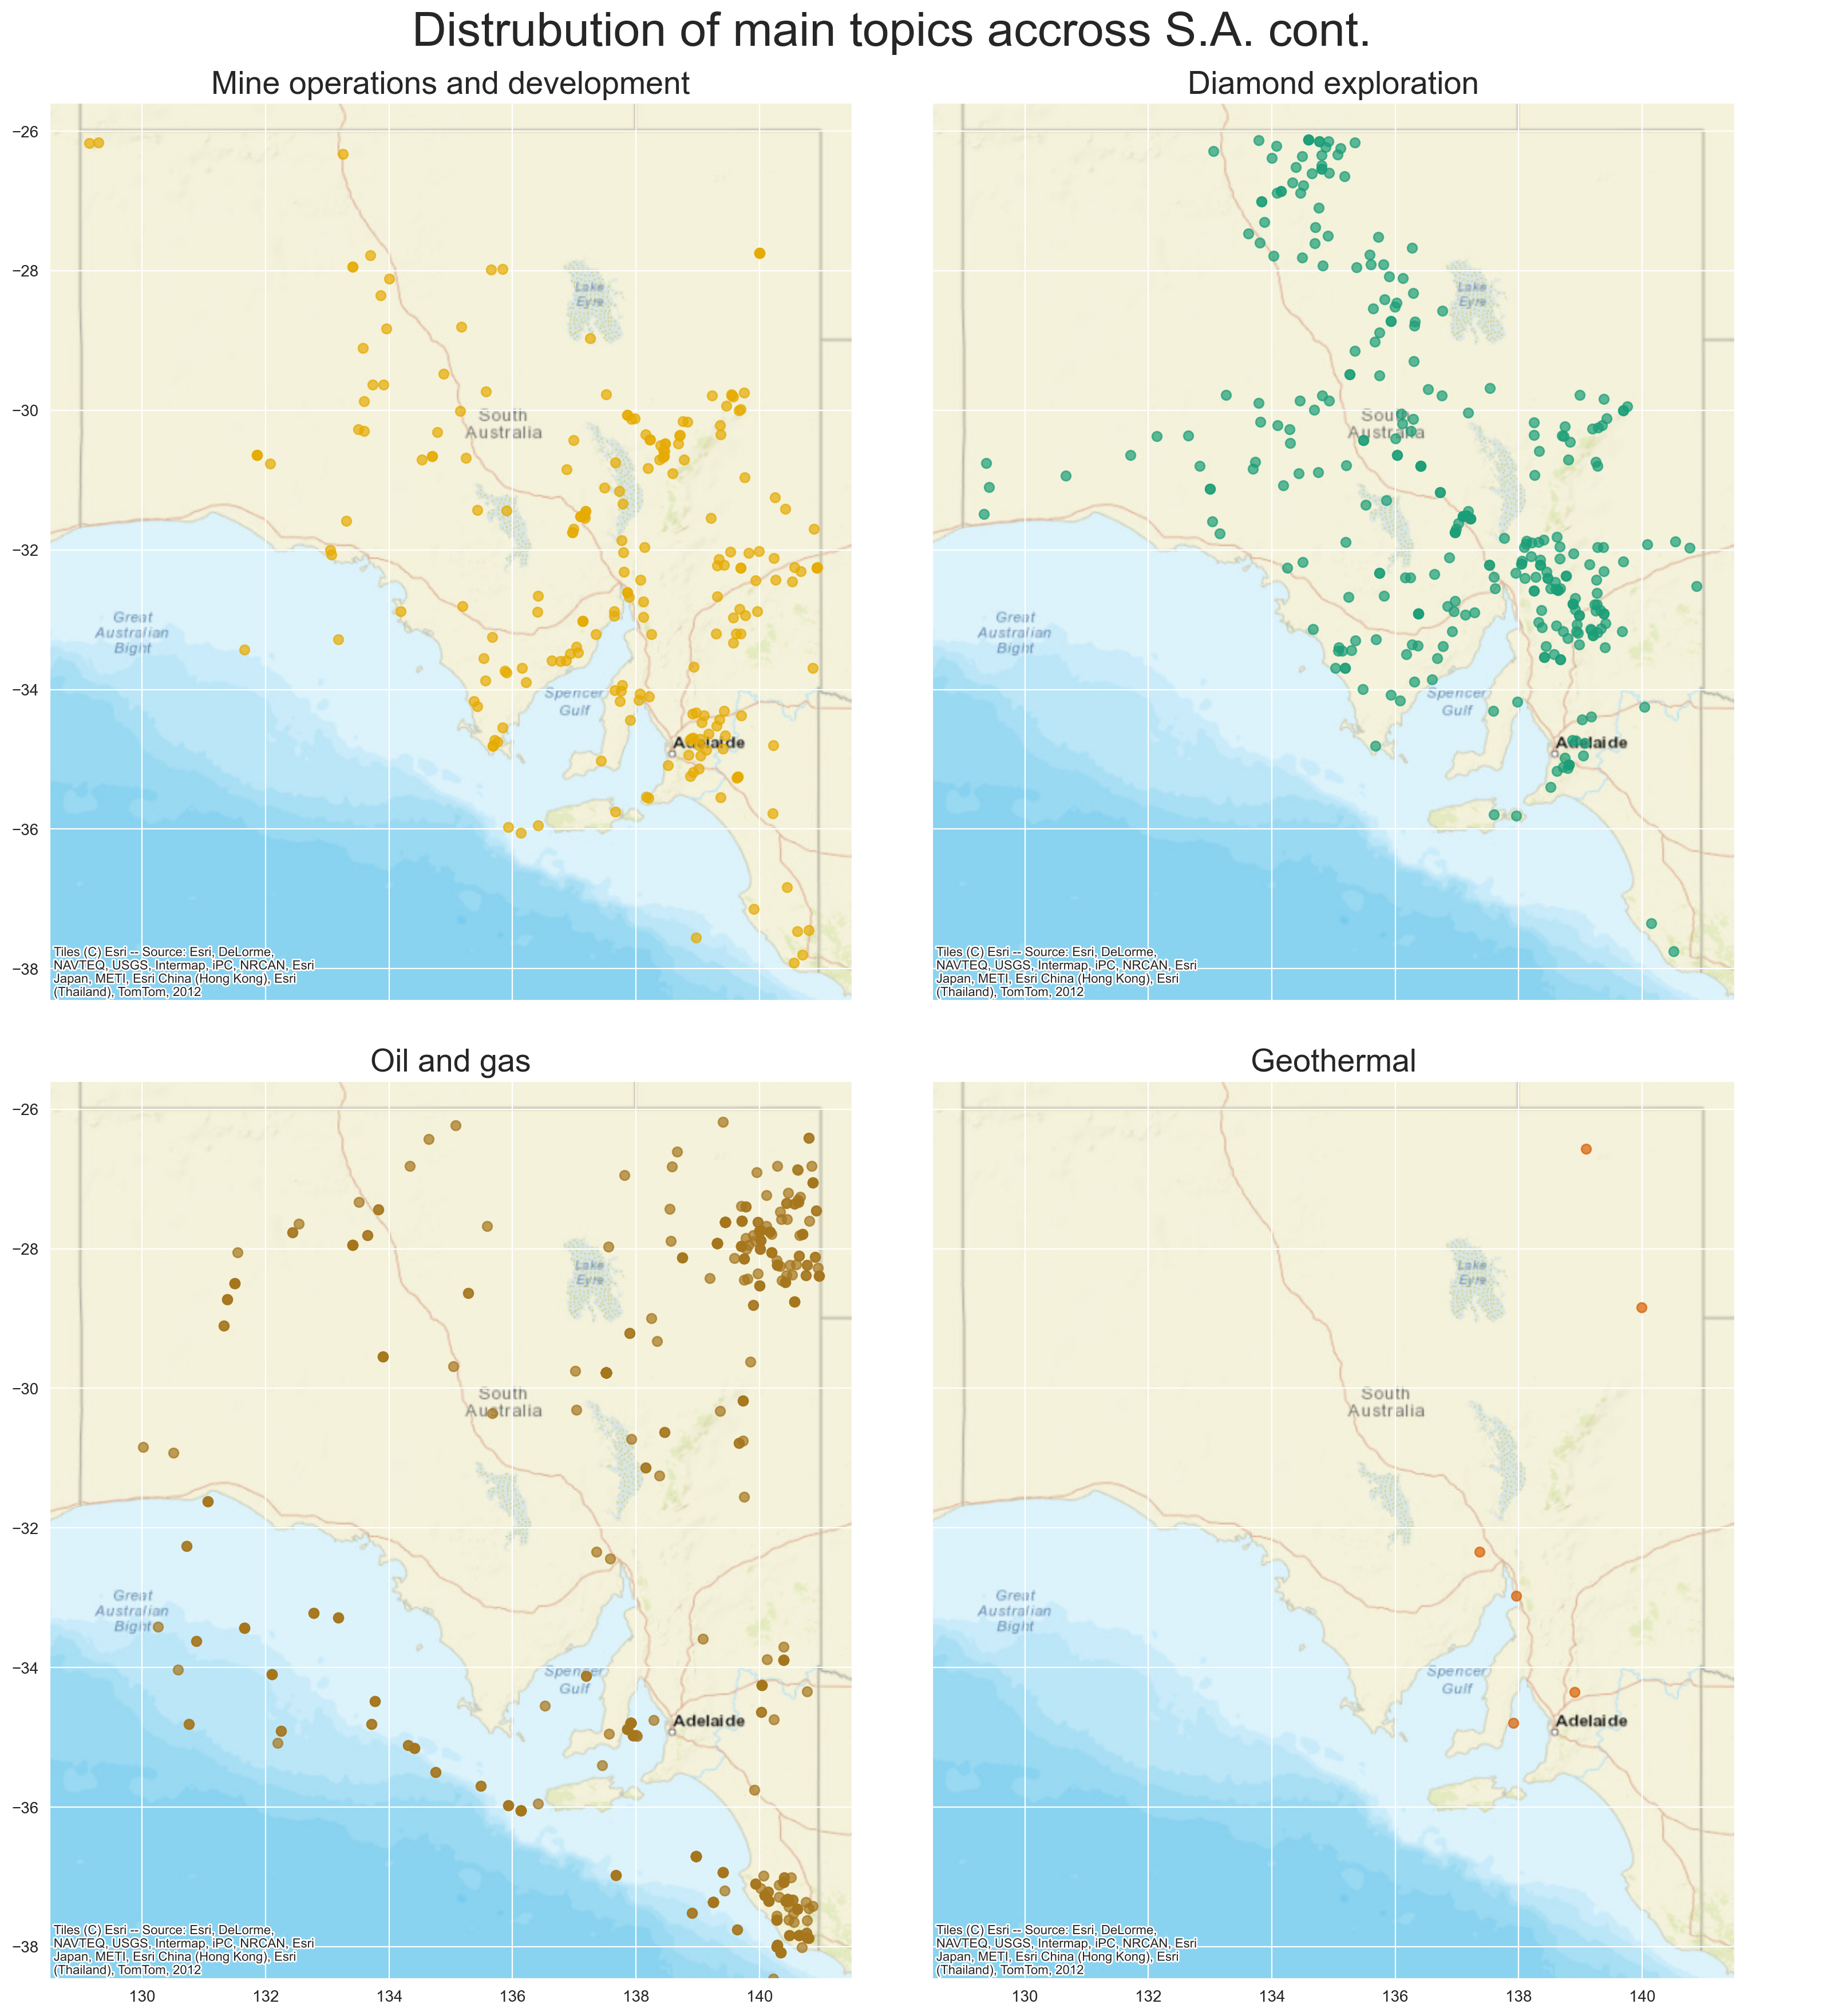 Distrubution of main topics accross S.A. cont.
Mine operations and development
Diamond exploration
−26
−28
−30
−32
−34
−36
−38
Lake
Eyre
South
Australia
Great
Australian
Bight
Spencer
Gulf
Adelaide
Tiles (C) Esri -- Source: Esri, DeLorme,
NAVTEQ, USGS, Intermap, iPC, NRCAN, Esri
Japan, METI, Esri China (Hong Kong), Esri
(Thailand), TomTom, 2012
Lake
Eyre
South
Australia
Great
Australian
Bight
Spencer
Gulf
Adelaide
Tiles (C) Esri -- Source: Esri, DeLorme,
NAVTEQ, USGS, Intermap, iPC, NRCAN, Esri
Japan, METI, Esri China (Hong Kong), Esri
(Thailand), TomTom, 2012
Oil and gas
Geothermal
−26
−28
−30
−32
−34
−36
−38
Lake
Eyre
South
Australia
Great
Australian
Bight
Spencer
Gulf
Adelaide
Tiles (C) Esri -- Source: Esri, DeLorme,
NAVTEQ, USGS, Intermap, iPC, NRCAN, Esri
Japan, METI, Esri China (Hong Kong), Esri
(Thailand), TomTom, 2012
130 132 134 136 138 140
Lake
Eyre
South
Australia
Great
Australian
Bight
Spencer
Gulf
Adelaide
Tiles (C) Esri -- Source: Esri, DeLorme,
NAVTEQ, USGS, Intermap, iPC, NRCAN, Esri
Japan, METI, Esri China (Hong Kong), Esri
(Thailand), TomTom, 2012
130 132 134 136 138 140